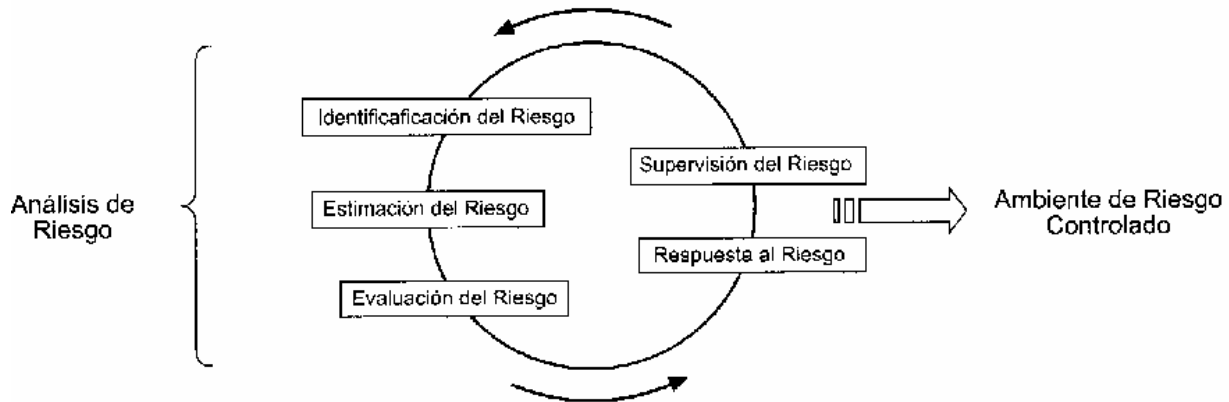 Identificaficación del Riesgo
Supervisión del Riesgo
Análisis de
Riesgo
Estimación del Riesgo
Ambiente de Riesgo
Controlado
Respuesta al Riesgo
Evaluación del Riesgo